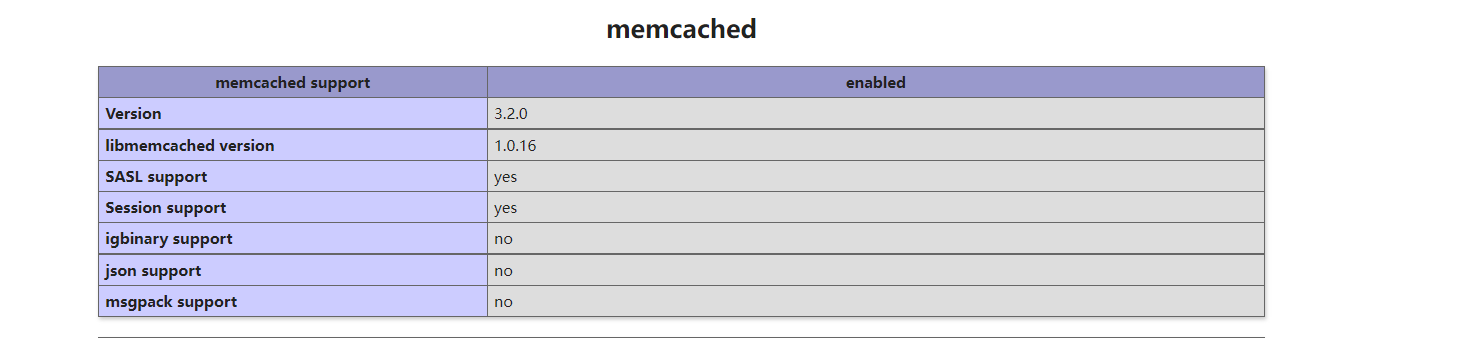 memcached
memcached support enabled
Version 3.2.0
libmemcached version 1.0.16
SASL support yes
Session support yes
igbinary support no
json support no
msgpack support no